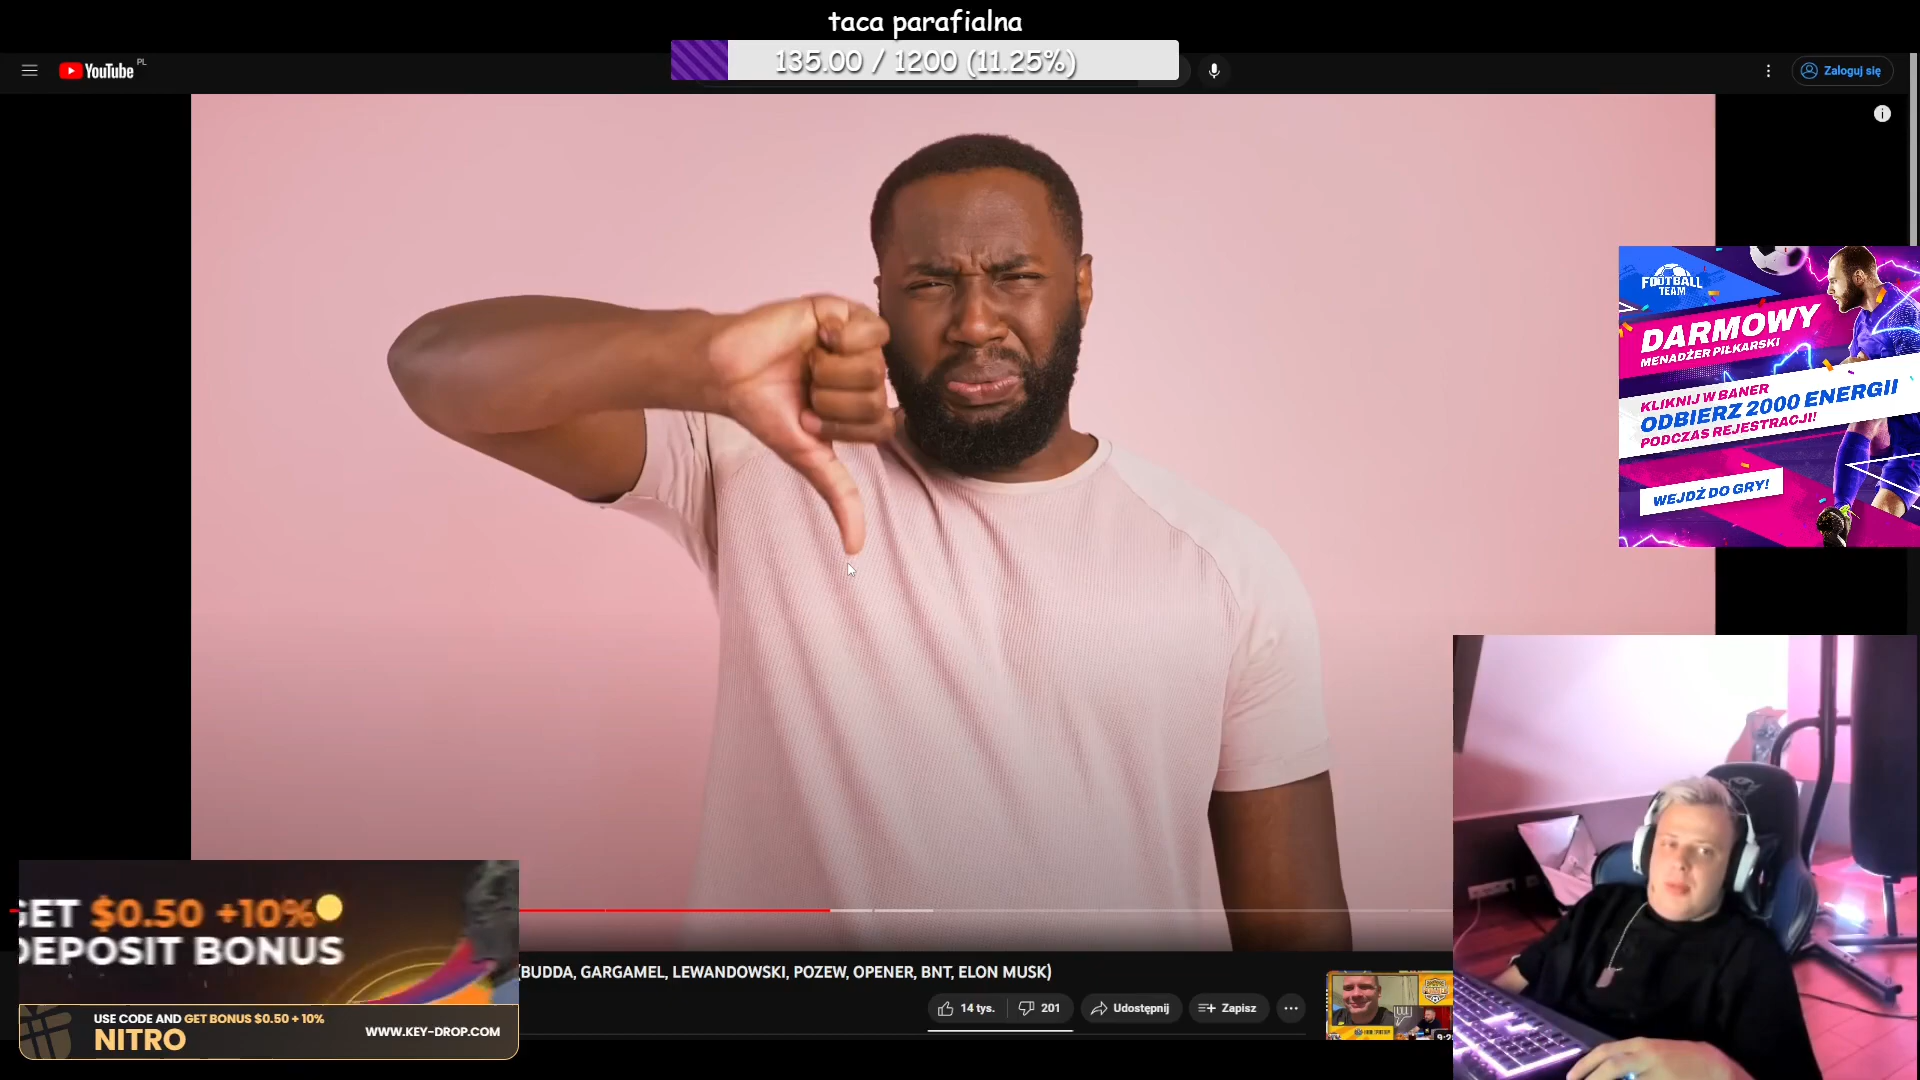 taca parafialna
135.00 / 1200 (11.25%)
YouTube PL
Zaloguj się
FOOTBALL
TEAM
DARMOWY
MENADŻER PIŁKARSKI
KLIKNIJ W BANER
ODBIERZ 2000 ENERGII
PODCZAS REJESTRACJI!
WEJDŹ DO GRY!
GET $0.50 +10%
DEPOSIT BONUS
USE CODE AND GET BONUS $0.50 + 10%
NITRO
WWW.KEY-DROP.COM
(BUDDA, GARGAMEL, LEWANDOWSKI, POZEW, OPENER, BNT, ELON MUSK)
14 tys.
201
Udostępnij
Zapisz